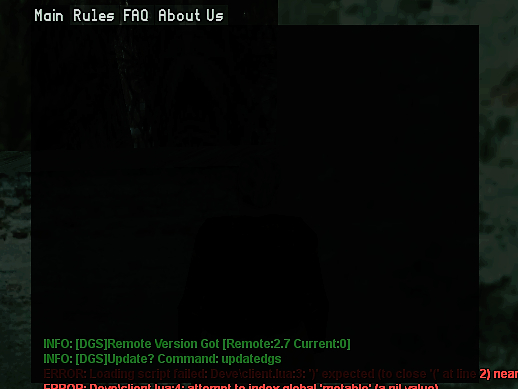 Main Rules FAQ About Us
INFO: [DGS]Remote Version Got [Remote:2.7 Current:0]
INFO: [DGS]Update? Command: updatedgs
ERROR: Loading script failed: Deve\client.lua:3: ')' expected (to close '(' at line 2) near
ERROR: Deve\client.lua:4: attempt to index global 'metable' (a nil value)